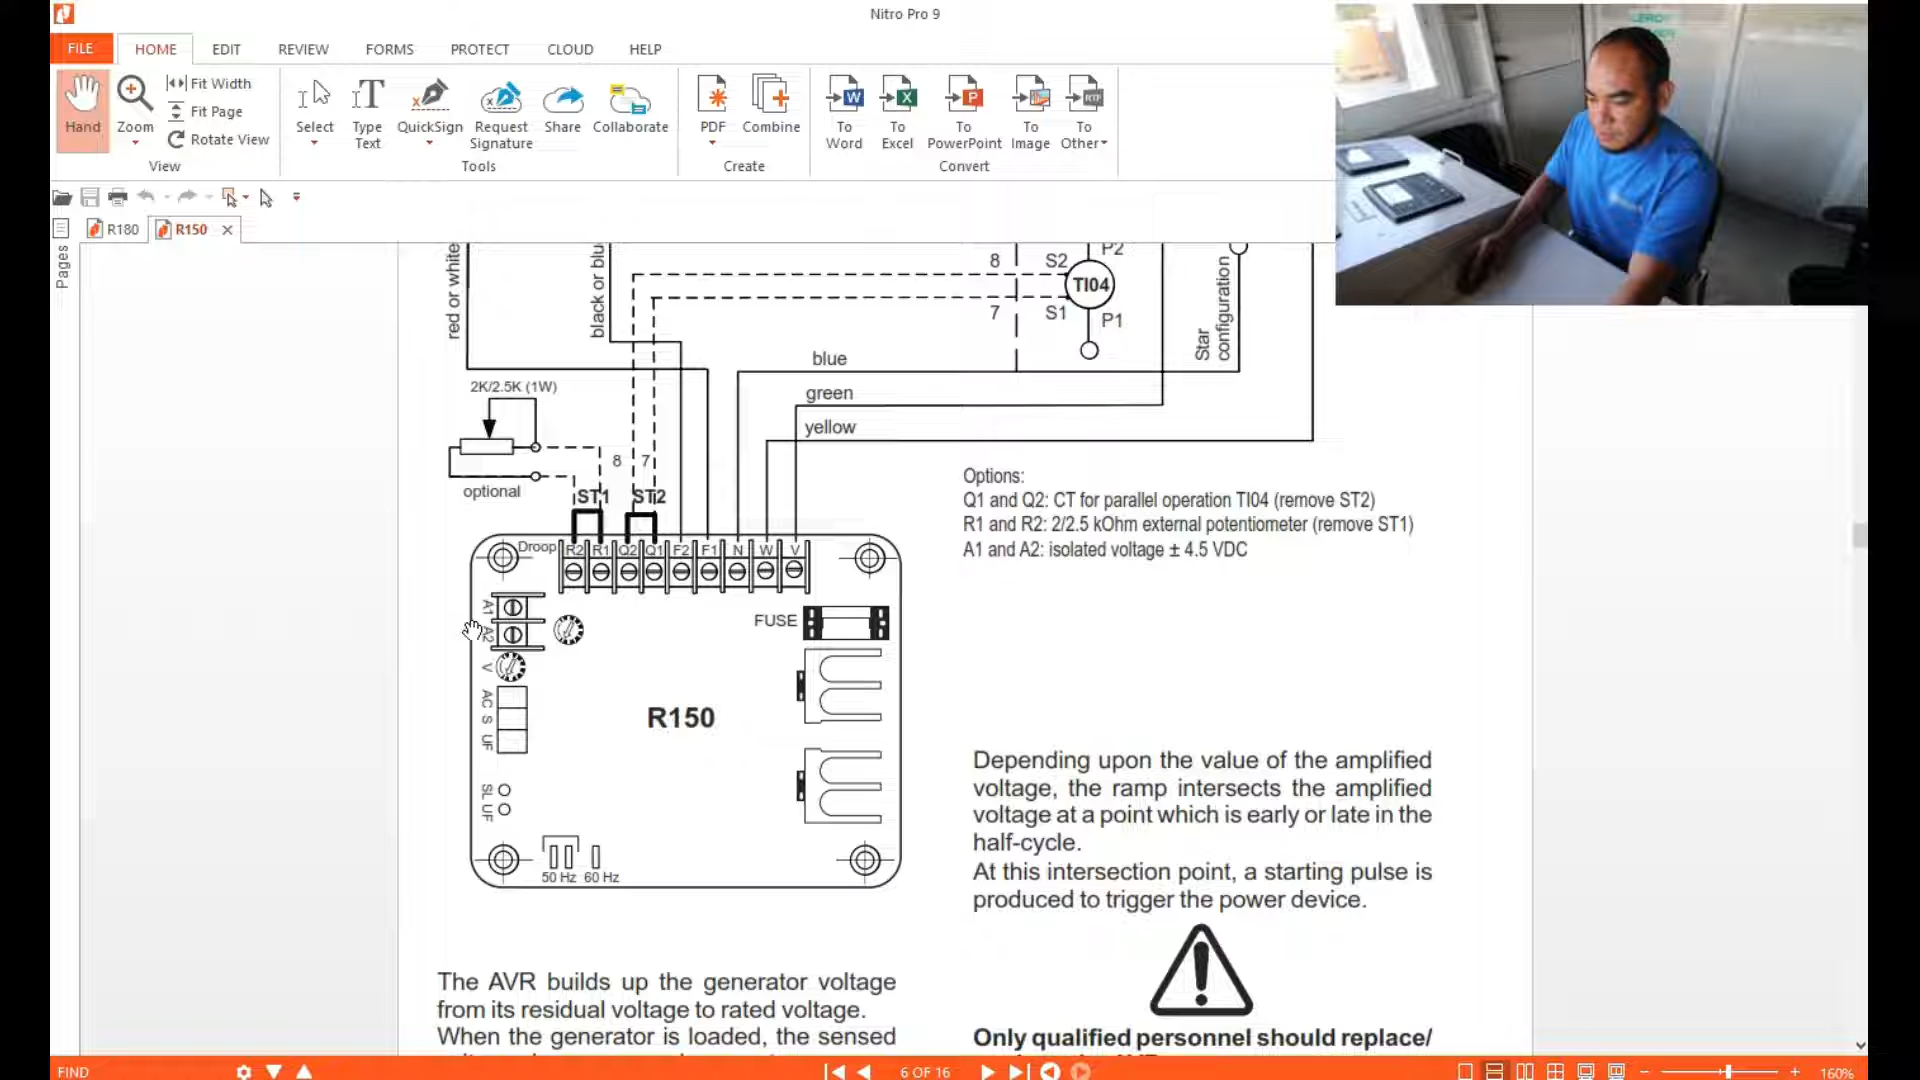 Nitro Pro 9
FILE
HOME
EDIT
REVIEW
FORMS
PROTECT
CLOUD
HELP
Hand
Zoom
Fit Width
Fit Page
Rotate View
View
Select
Type Text
QuickSign
Request Signature
Share
Collaborate
Tools
PDF
Combine
Create
To Word
To Excel
To PowerPoint
To Image
To Other
Convert
R180
R150
Pages
red or white
black or blu
8 S2 P2
TI04
7 S1 P1
Star configuration
blue
green
yellow
2K/2.5K (1W)
optional
8 7
ST1 ST2
Options:
Q1 and Q2: CT for parallel operation TI04 (remove ST2)
R1 and R2: 2/2.5 kOhm external potentiometer (remove ST1)
A1 and A2: isolated voltage ± 4.5 VDC
Droop R2 R1 Q2 Q1 F2 F1 N W V
A1
A2
V
AC
S
UF
SL
UF
FUSE
R150
50 Hz 60 Hz
The AVR builds up the generator voltage
from its residual voltage to rated voltage.
When the generator is loaded, the sensed
Depending upon the value of the amplified
voltage, the ramp intersects the amplified
voltage at a point which is early or late in the
half-cycle.
At this intersection point, a starting pulse is
produced to trigger the power device.
Only qualified personnel should replace/
FIND
6 OF 16
160%